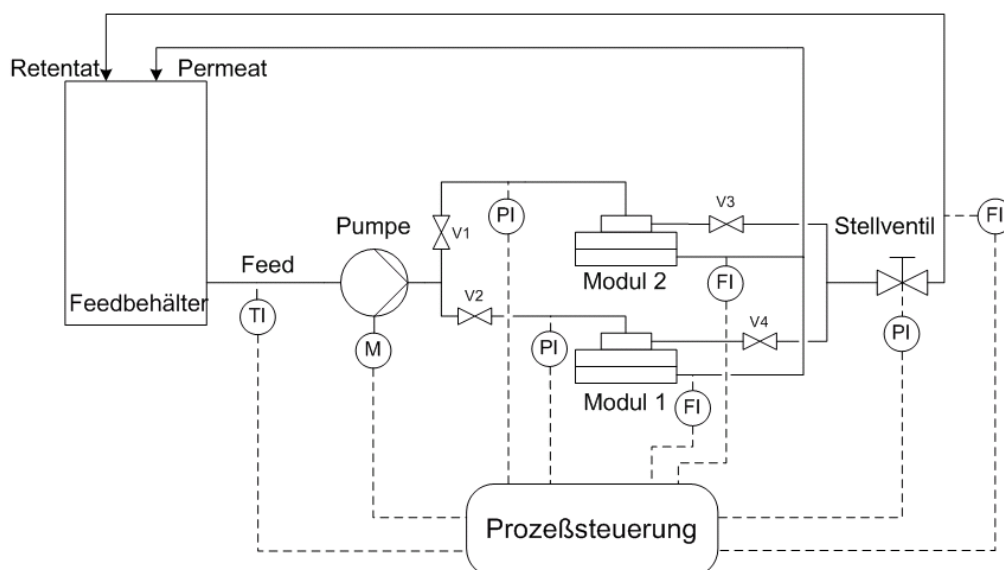 Retentat
Permeat
Pumpe
PI
V1
V3
Stellventil
FI
Feed
Modul 2
FI
Feedbehälter
TI
V2
M
PI
V4
PI
Modul 1
FI
Prozeßsteuerung